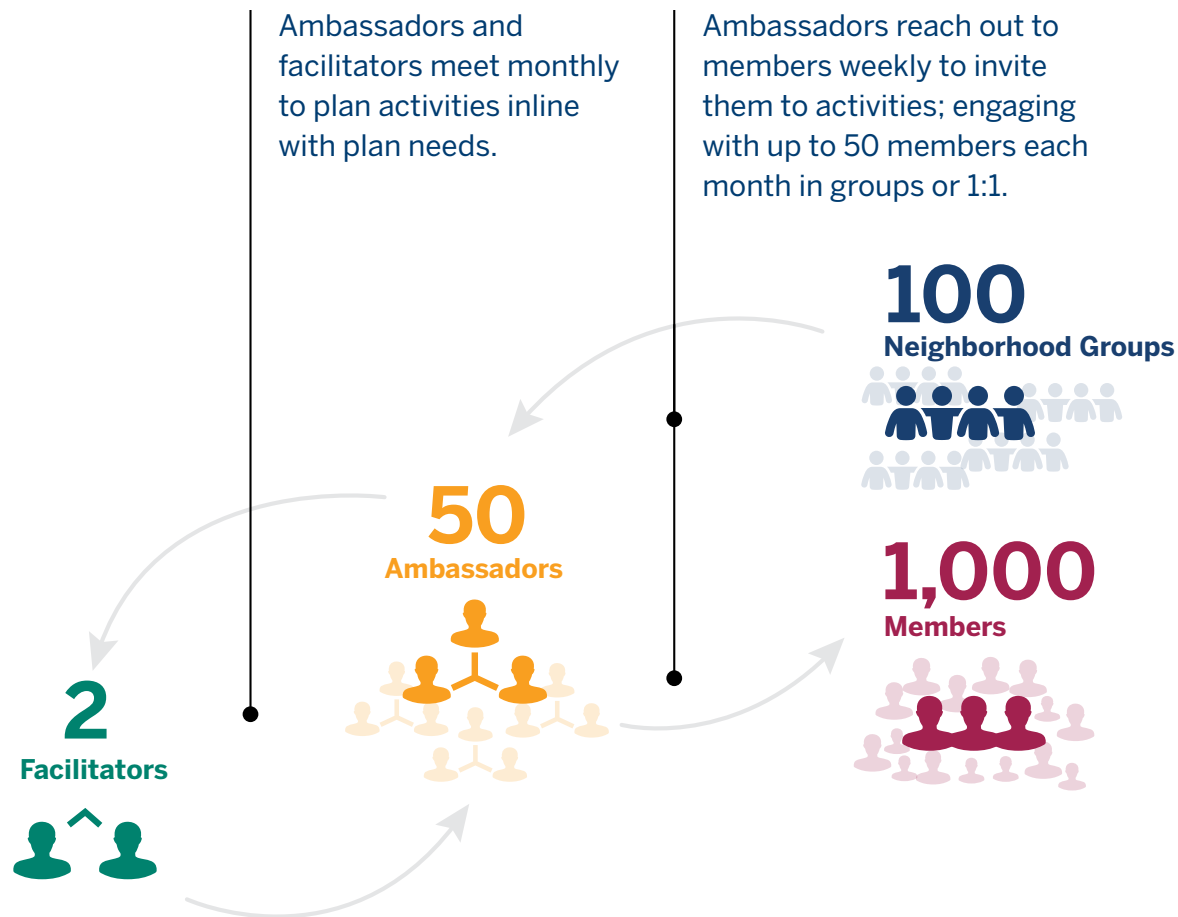 Ambassadors and
facilitators meet monthly
to plan activities inline
with plan needs.
Ambassadors reach out to
members weekly to invite
them to activities; engaging
with up to 50 members each
month in groups or 1:1.
100
Neighborhood Groups
50
Ambassadors
1,000
Members
2
Facilitators